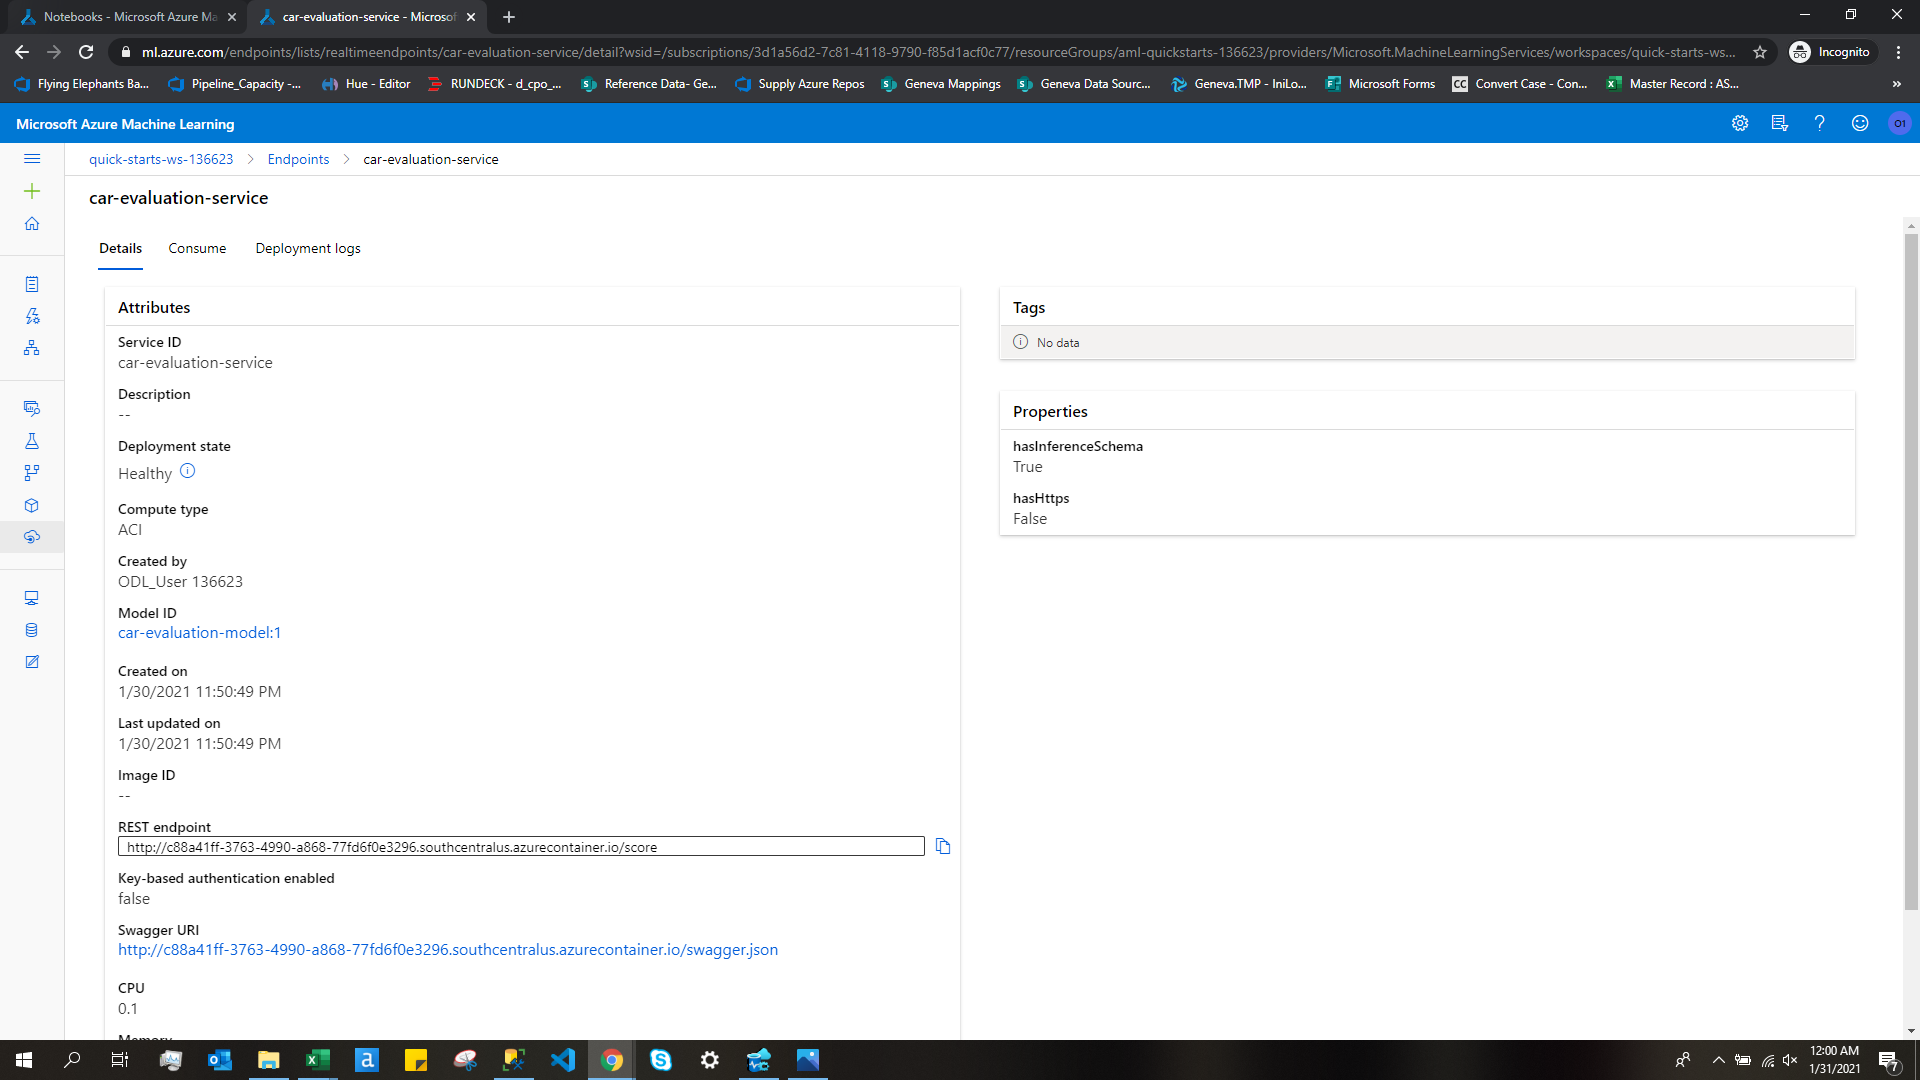 Notebooks - Microsoft Azure Ma
car-evaluation-service - Microsof
ml.azure.com/endpoints/lists/realtimeendpoints/car-evaluation-service/detail?wsid=/subscriptions/3d1a56d2-7c81-4118-9790-f85d1acf0c77/resourceGroups/aml-quickstarts-136623/providers/Microsoft.MachineLearningServices/workspaces/quick-starts-ws...
Incognito
Flying Elephants Ba...
Pipeline_Capacity -...
Hue - Editor
RUNDECK - d_cpo_...
Reference Data- Ge...
Supply Azure Repos
Geneva Mappings
Geneva Data Sourc...
Geneva.TMP - IniLo...
Microsoft Forms
CC Convert Case - Con...
Master Record : AS...
»
Microsoft Azure Machine Learning
O1
quick-starts-ws-136623 > Endpoints > car-evaluation-service
car-evaluation-service
Details Consume Deployment logs
Attributes
Service ID
car-evaluation-service
Description
--
Deployment state
Healthy
Compute type
ACI
Created by
ODL_User 136623
Model ID
car-evaluation-model:1
Created on
1/30/2021 11:50:49 PM
Last updated on
1/30/2021 11:50:49 PM
Image ID
--
REST endpoint
http://c88a41ff-3763-4990-a868-77fd6f0e3296.southcentralus.azurecontainer.io/score
Key-based authentication enabled
false
Swagger URI
http://c88a41ff-3763-4990-a868-77fd6f0e3296.southcentralus.azurecontainer.io/swagger.json
CPU
0.1
Memory
Tags
No data
Properties
hasInferenceSchema
True
hasHttps
False
12:00 AM
1/31/2021
7